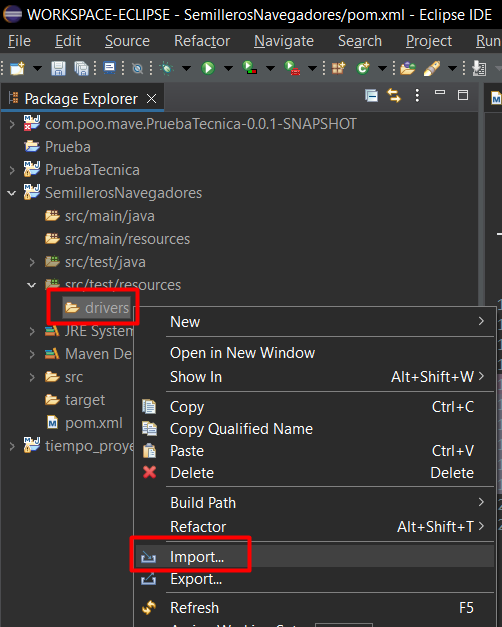 WORKSPACE-ECLIPSE - SemillerosNavegadores/pom.xml - Eclipse IDE
File Edit Source Refactor Navigate Search Project Run
Package Explorer
com.poo.mave.PruebaTecnica-0.0.1-SNAPSHOT
Prueba
PruebaTecnica
SemillerosNavegadores
src/main/java
src/main/resources
src/test/java
src/test/resources
drivers
JRE System
Maven De
src
target
pom.xml
tiempo_proye
New
Open in New Window
Show In Alt+Shift+W
Copy Ctrl+C
Copy Qualified Name
Paste Ctrl+V
Delete Delete
Build Path
Refactor Alt+Shift+T
Import...
Export...
Refresh F5